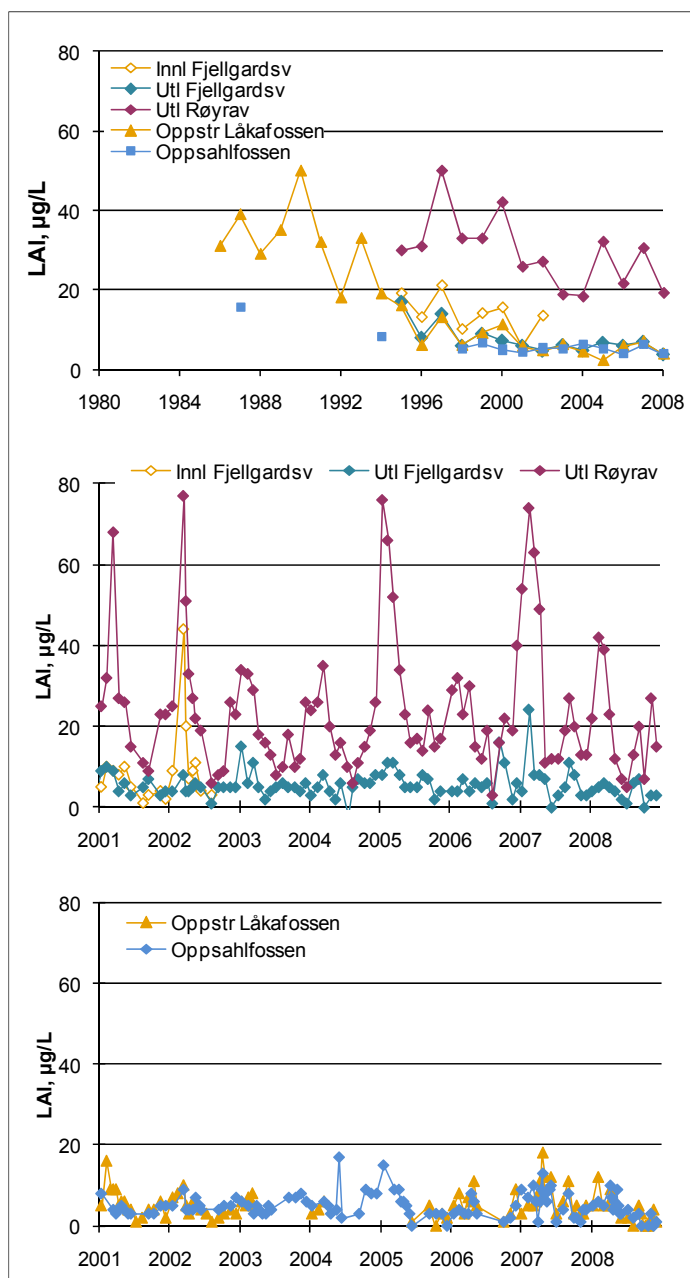 80
60
40
20
0
LAl, µg/L
Innl Fjellgardsv
Utl Fjellgardsv
Utl Røyrav
Oppstr Låkafossen
Oppsahlfossen
1980 1984 1988 1992 1996 2000 2004 2008
Innl Fjellgardsv Utl Fjellgardsv Utl Røyrav
80
60
40
20
0
LAl, µg/L
2001 2002 2003 2004 2005 2006 2007 2008
80
60
40
20
0
LAl, µg/L
Oppstr Låkafossen
Oppsahlfossen
2001 2002 2003 2004 2005 2006 2007 2008